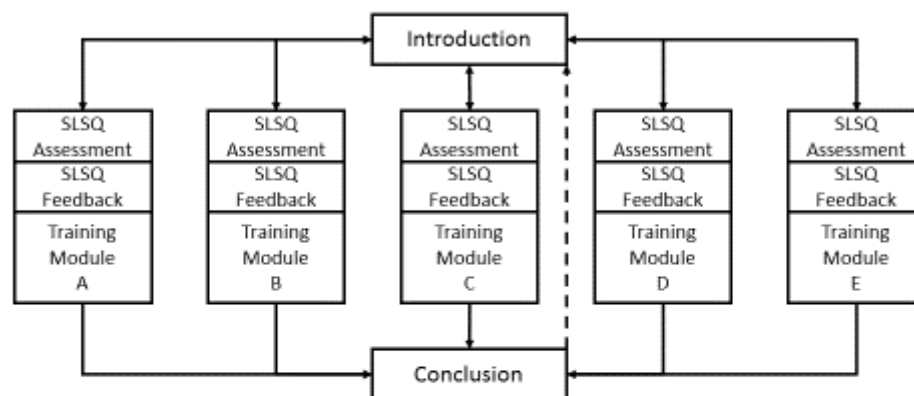 Introduction
SLSQ
Assessment
SLSQ
Feedback
Training
Module
A
SLSQ
Assessment
SLSQ
Feedback
Training
Module
B
SLSQ
Assessment
SLSQ
Feedback
Training
Module
C
SLSQ
Assessment
SLSQ
Feedback
Training
Module
D
SLSQ
Assessment
SLSQ
Feedback
Training
Module
E
Conclusion